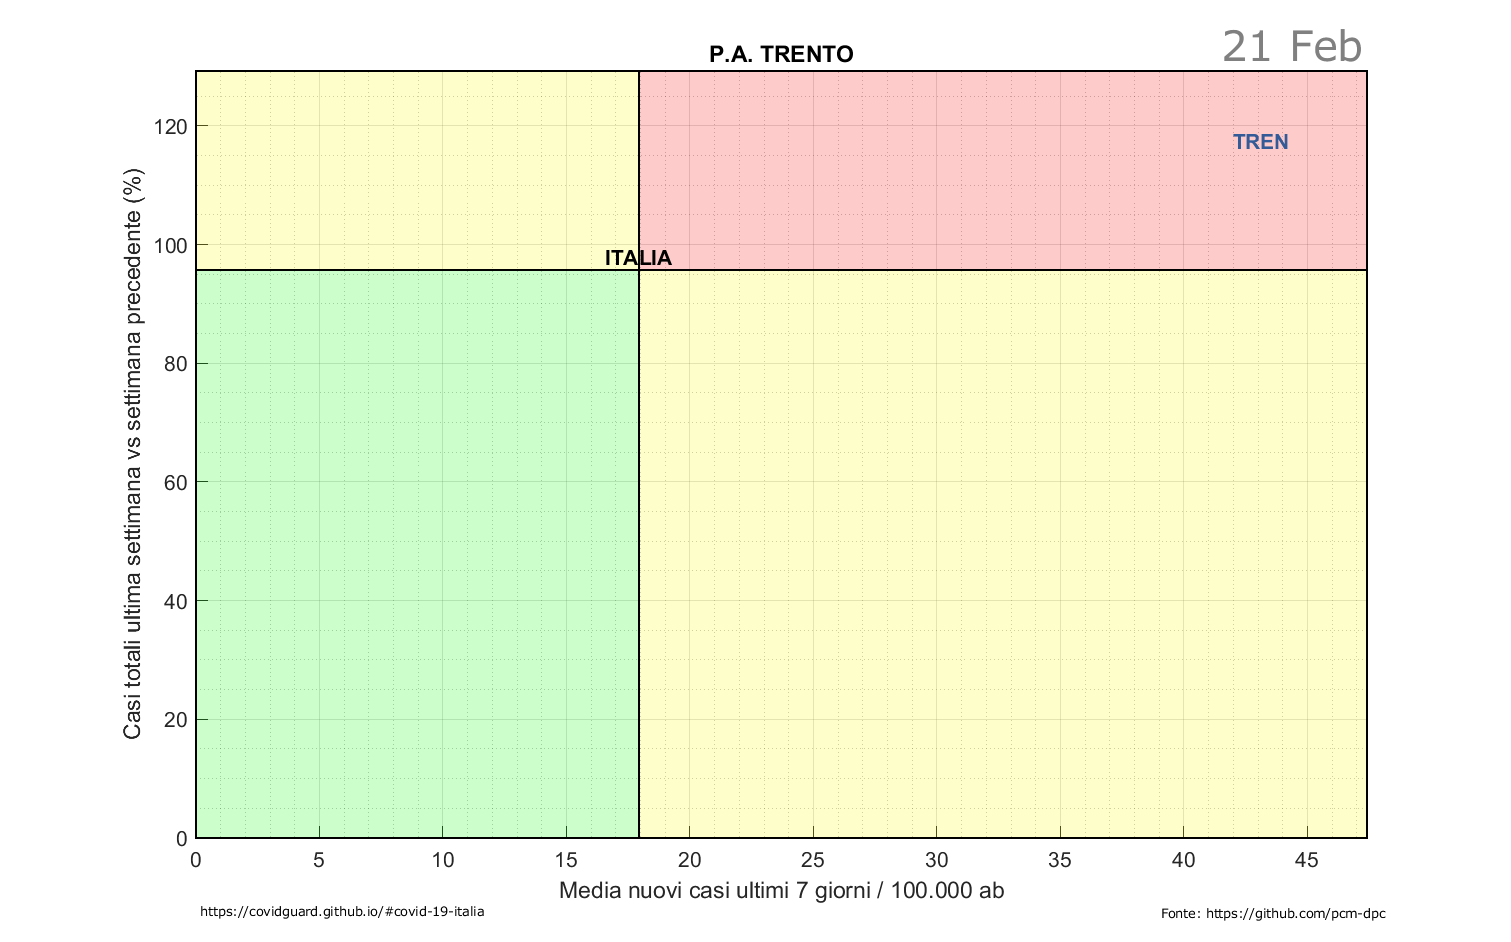 21 Feb
P.A. TRENTO
120
TREN
100
ITALIA
80
60
40
20
0
Casi totali ultima settimana vs settimana precedente (%)
0 5 10 15 20 25 30 35 40 45
Media nuovi casi ultimi 7 giorni / 100.000 ab
https://covidguard.github.io/#covid-19-italia
Fonte: https://github.com/pcm-dpc